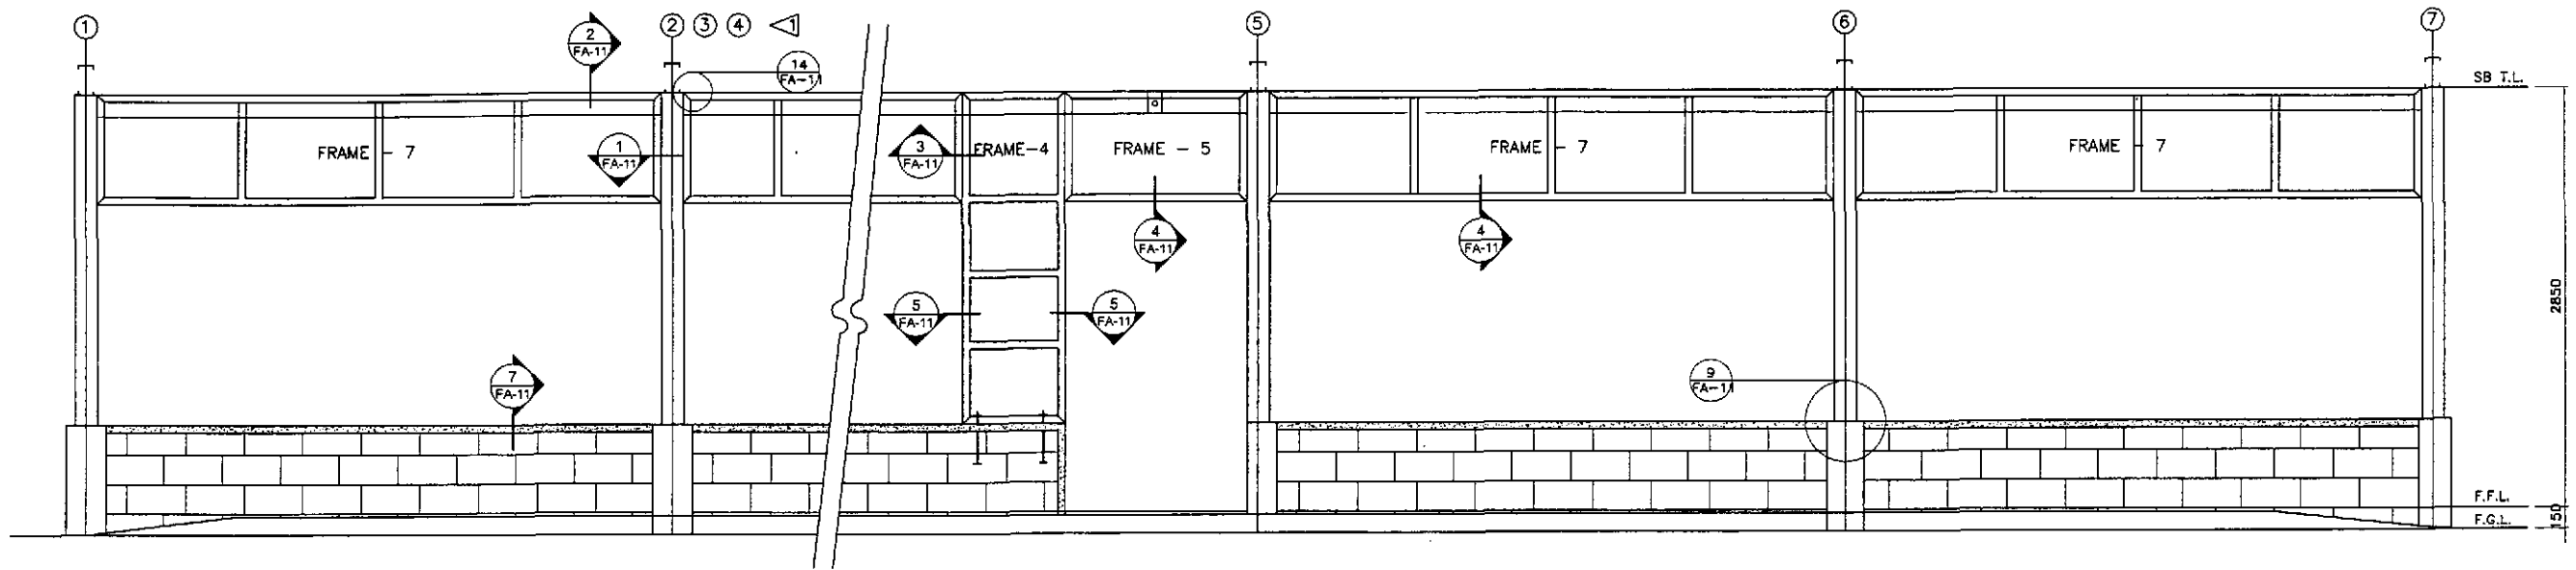 1
2 3 4 1
5
6
7
2
FA-11
14
FA-11
SB T.L.
FRAME - 7
1
FA-11
3
FA-11
FRAME-4
FRAME - 5
FRAME - 7
FRAME - 7
4
FA-11
4
FA-11
5
FA-11
5
FA-11
2850
7
FA-11
9
FA-11
F.F.L.
150
F.G.L.